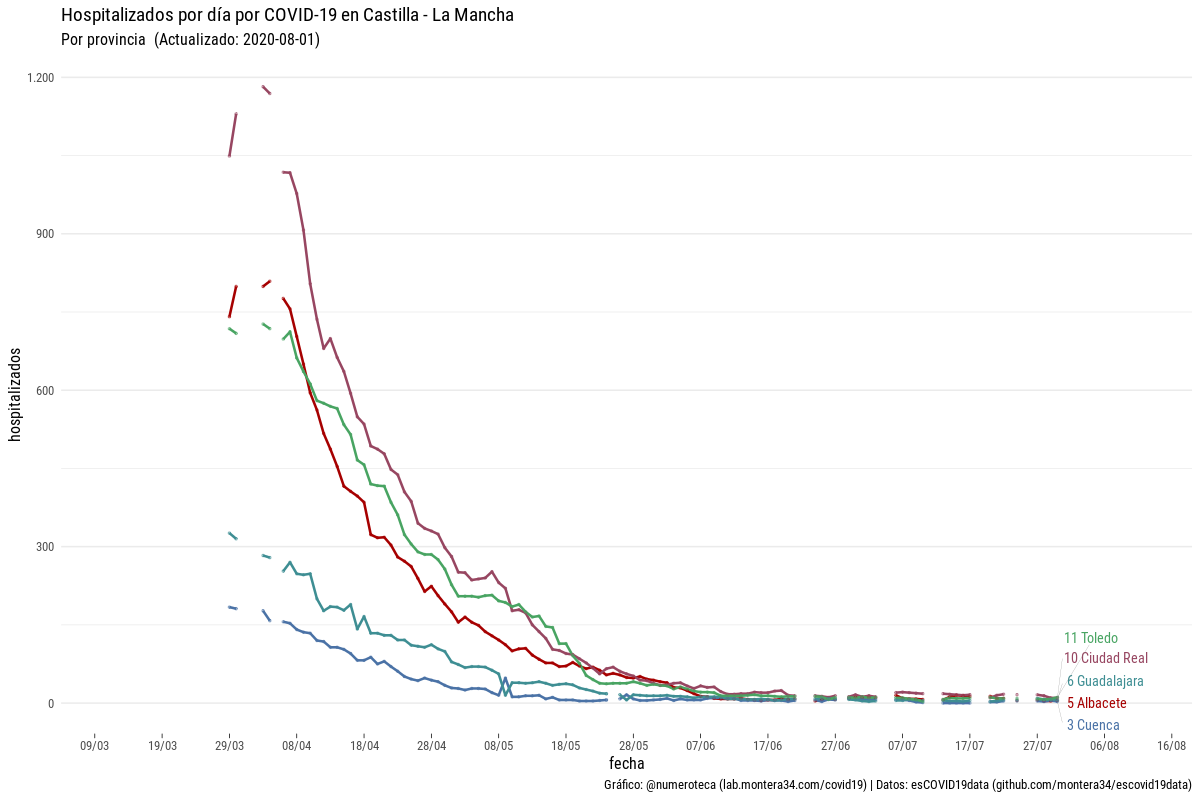 Hospitalizados por día por COVID-19 en Castilla - La Mancha
Por provincia (Actualizado: 2020-08-01)
hospitalizados
1.200
900
600
300
0
11 Toledo
10 Ciudad Real
6 Guadalajara
5 Albacete
3 Cuenca
09/03 19/03 29/03 08/04 18/04 28/04 08/05 18/05 28/05 07/06 17/06 27/06 07/07 17/07 27/07 06/08 16/08
fecha
Gráfico: @numeroteca (lab.montera34.com/covid19) | Datos: esCOVID19data (github.com/montera34/escovid19data)